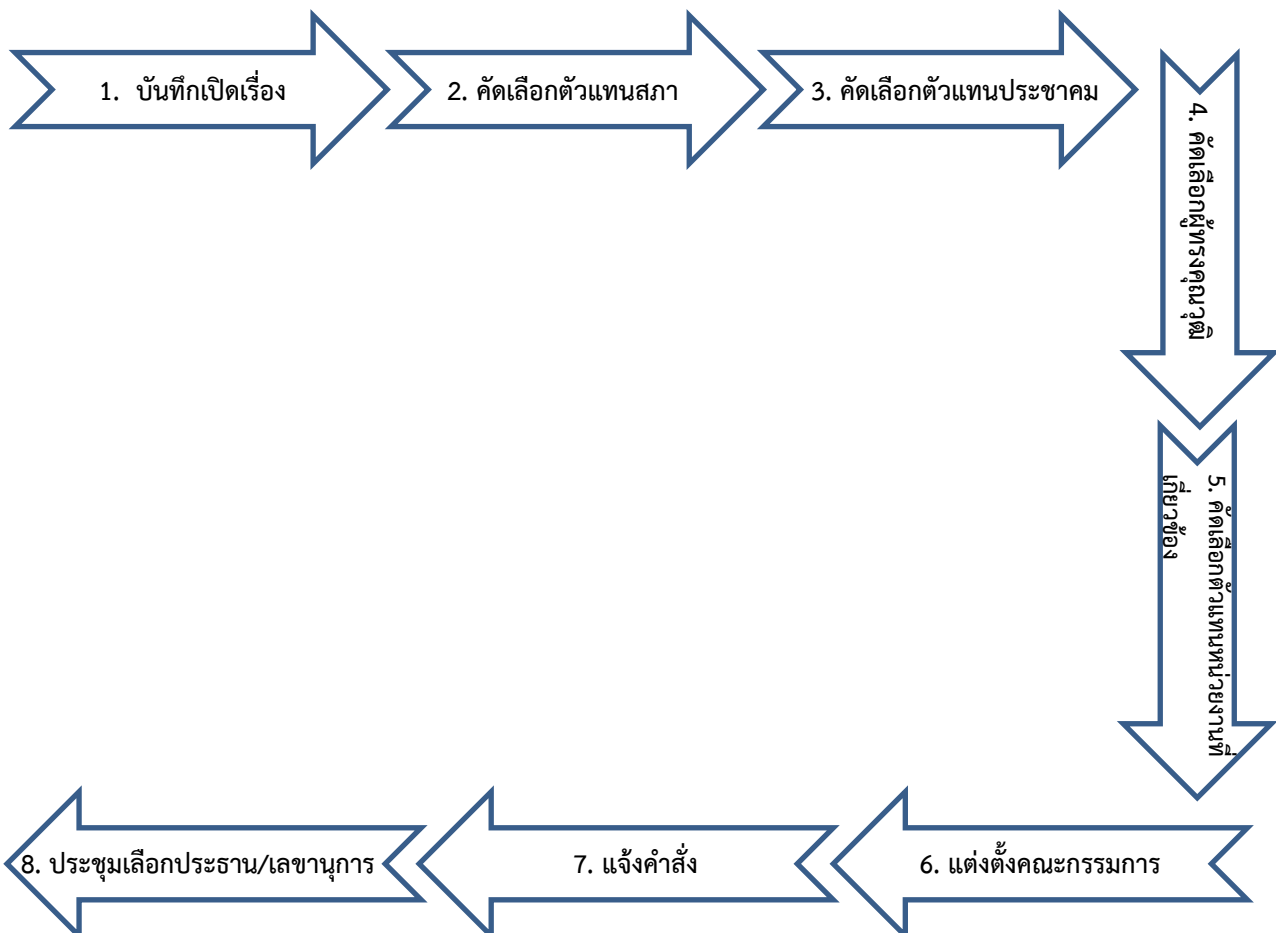 1. บันทึกเปิดเรื่อง
2. คัดเลือกตัวแทนสภา
3. คัดเลือกตัวแทนประชาคม
4. คัดเลือกผู้ทรงคุณวุฒิ
5. คัดเลือกตัวแทนหน่วยงานที่
เกี่ยวข้อง
6. แต่งตั้งคณะกรรมการ
7. แจ้งคำสั่ง
8. ประชุมเลือกประธาน/เลขานุการ